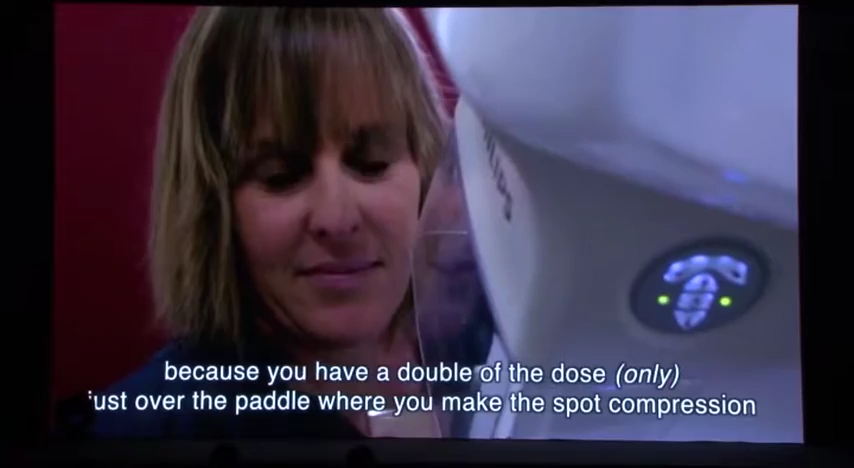 because you have a double of the dose (only)
just over the paddle where you make the spot compression